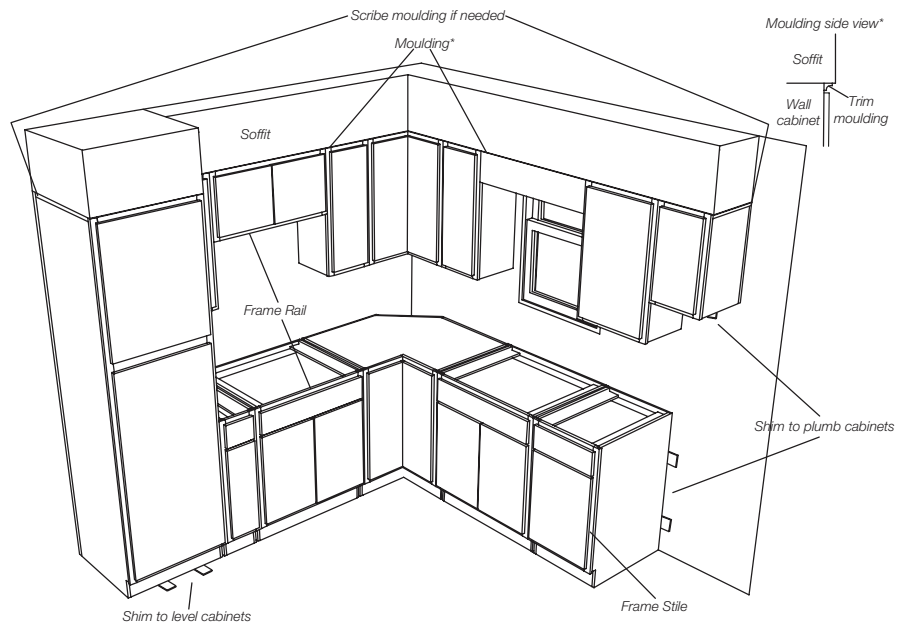 Scribe moulding if needed
Moulding side view*
Moulding*
Soffit
Wall
cabinet
Trim
moulding
Soffit
Frame Rail
Shim to plumb cabinets
Frame Stile
Shim to level cabinets